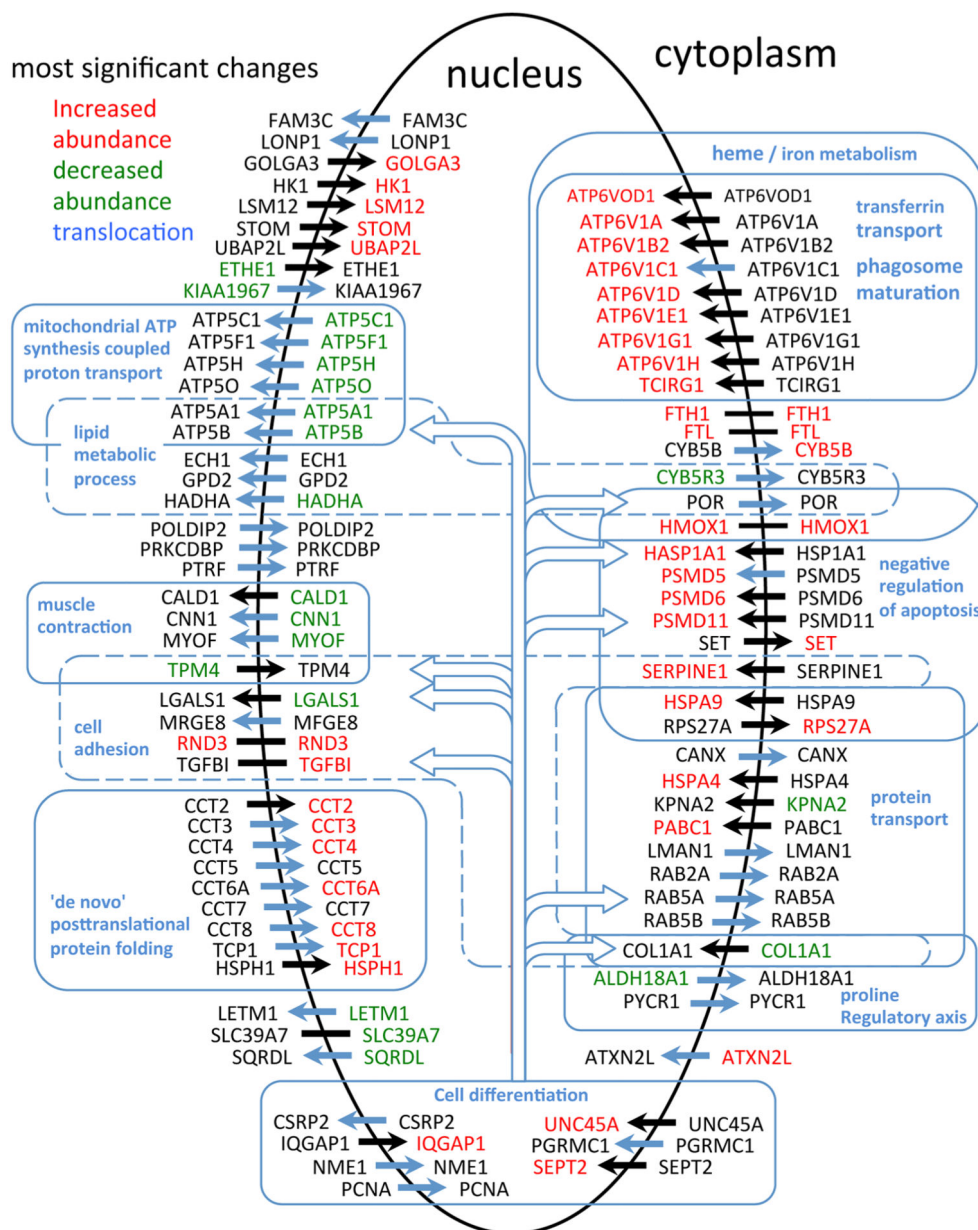 most significant changes
nucleus
cytoplasm
Increased
abundance
decreased
abundance
translocation
FAM3C FAM3C
LONP1 LONP1
GOLGA3 GOLGA3
HK1 HK1
LSM12 LSM12
STOM STOM
UBAP2L UBAP2L
ETHE1 ETHE1
KIAA1967 KIAA1967
mitochondrial ATP
synthesis coupled
proton transport
ATP5C1 ATP5C1
ATP5F1 ATP5F1
ATP5H ATP5H
ATP5O ATP5O
ATP5A1 ATP5A1
ATP5B ATP5B
lipid
metabolic
process
ECH1 ECH1
GPD2 GPD2
HADHA HADHA
POLDIP2 POLDIP2
PRKCDBP PRKCDBP
PTRF PTRF
muscle
contraction
CALD1 CALD1
CNN1 CNN1
MYOF MYOF
TPM4 TPM4
cell
adhesion
LGALS1 LGALS1
MRGE8 MFGE8
RND3 RND3
TGFBI TGFBI
'de novo'
posttranslational
protein folding
CCT2 CCT2
CCT3 CCT3
CCT4 CCT4
CCT5 CCT5
CCT6A CCT6A
CCT7 CCT7
CCT8 CCT8
TCP1 TCP1
HSPH1 HSPH1
LETM1 LETM1
SLC39A7 SLC39A7
SQRDL SQRDL
heme / iron metabolism
transferrin
transport
phagosome
maturation
ATP6VOD1 ATP6VOD1
ATP6V1A ATP6V1A
ATP6V1B2 ATP6V1B2
ATP6V1C1 ATP6V1C1
ATP6V1D ATP6V1D
ATP6V1E1 ATP6V1E1
ATP6V1G1 ATP6V1G1
ATP6V1H ATP6V1H
TCIRG1 TCIRG1
FTH1 FTH1
FTL FTL
CYB5B CYB5B
CYB5R3 CYB5R3
POR POR
HMOX1 HMOX1
HASP1A1 HSP1A1
PSMD5 PSMD5
PSMD6 PSMD6
PSMD11 PSMD11
SET SET
negative
regulation
of apoptosis
SERPINE1 SERPINE1
HSPA9 HSPA9
RPS27A RPS27A
CANX CANX
HSPA4 HSPA4
KPNA2 KPNA2
PABC1 PABC1
LMAN1 LMAN1
RAB2A RAB2A
RAB5A RAB5A
RAB5B RAB5B
protein
transport
COL1A1 COL1A1
ALDH18A1 ALDH18A1
PYCR1 PYCR1
proline
Regulatory axis
ATXN2L ATXN2L
Cell differentiation
CSRP2 CSRP2
IQGAP1 IQGAP1
NME1 NME1
PCNA PCNA
UNC45A UNC45A
PGRMC1 PGRMC1
SEPT2 SEPT2